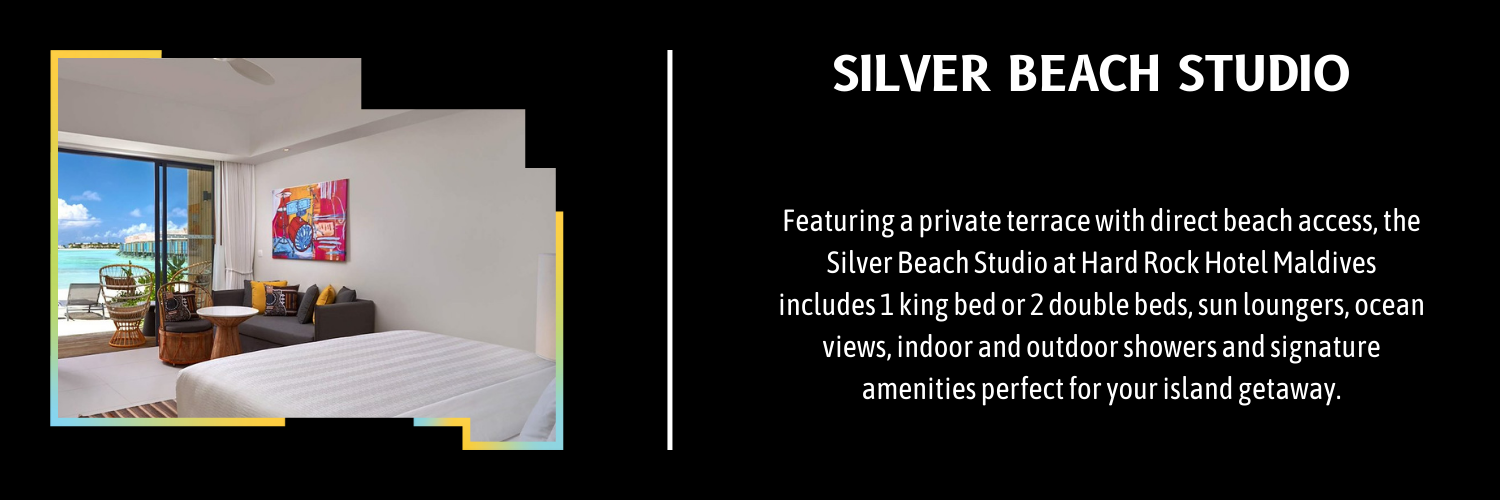 SILVER BEACH STUDIO
Featuring a private terrace with direct beach access, the
Silver Beach Studio at Hard Rock Hotel Maldives
includes 1 king bed or 2 double beds, sun loungers, ocean
views, indoor and outdoor showers and signature
amenities perfect for your island getaway.